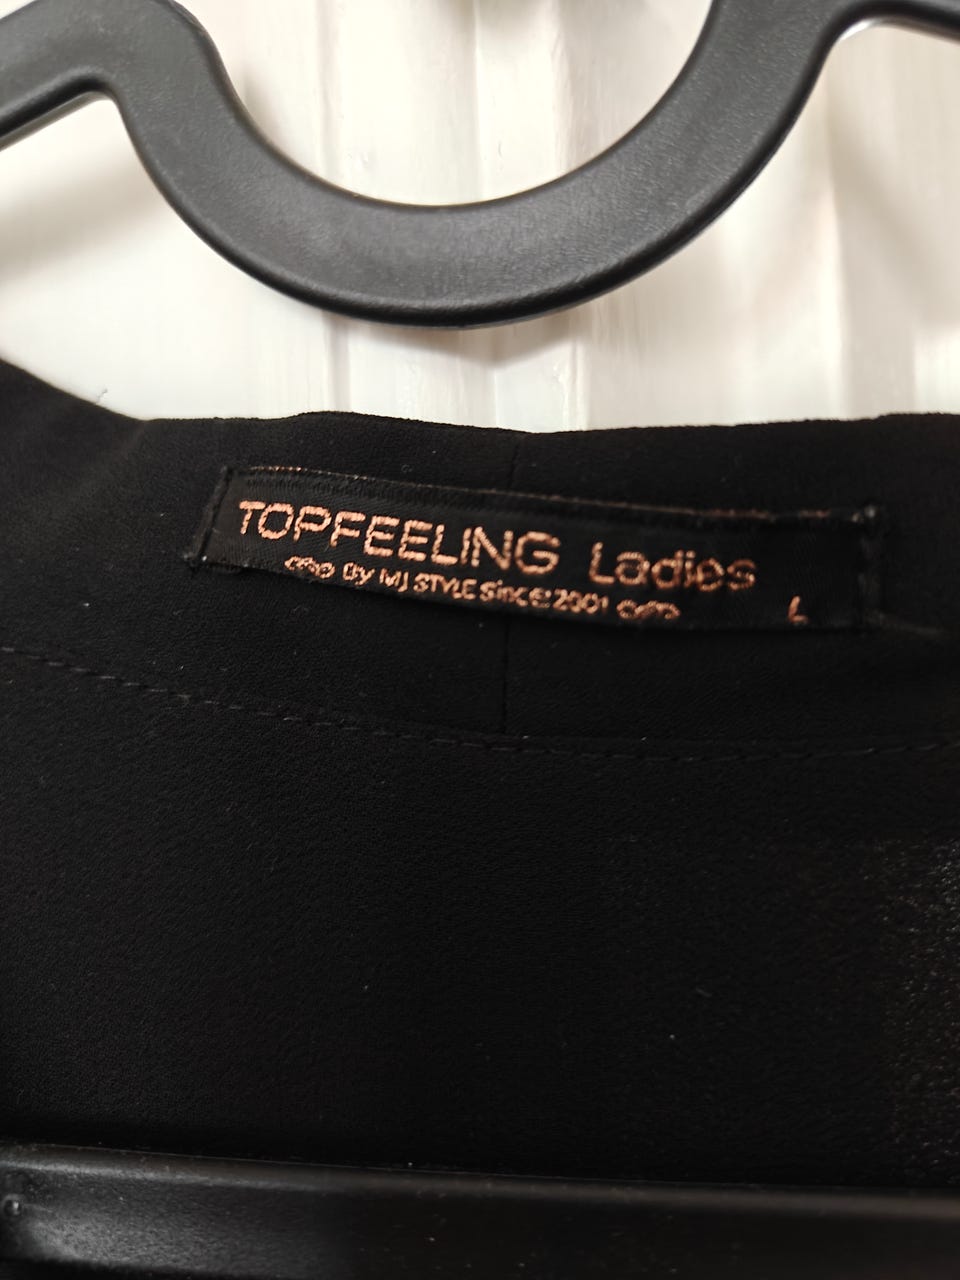 TOPFEELING Ladies
By MJ STYLE Since 2001
L